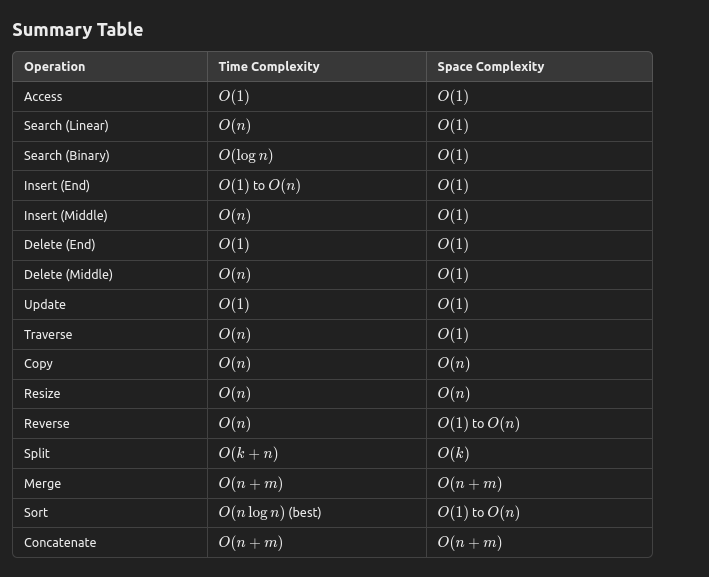 Summary Table
Operation Time Complexity Space Complexity
Access O(1) O(1)
Search (Linear) O(n) O(1)
Search (Binary) O(log n) O(1)
Insert (End) O(1) to O(n) O(1)
Insert (Middle) O(n) O(1)
Delete (End) O(1) O(1)
Delete (Middle) O(n) O(1)
Update O(1) O(1)
Traverse O(n) O(1)
Copy O(n) O(n)
Resize O(n) O(n)
Reverse O(n) O(1) to O(n)
Split O(k + n) O(k)
Merge O(n + m) O(n + m)
Sort O(n log n) (best) O(1) to O(n)
Concatenate O(n + m) O(n + m)